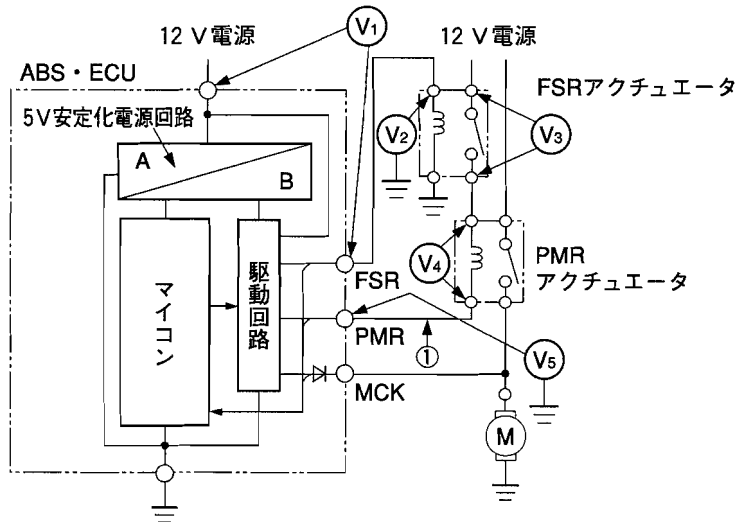 12 V電源
V1
12 V電源
ABS・ECU
FSRアクチュエータ
5V安定化電源回路
V2
V3
A
B
マイコン
駆動回路
FSR
V4
PMR
アクチュエータ
PMR
①
V5
MCK
M